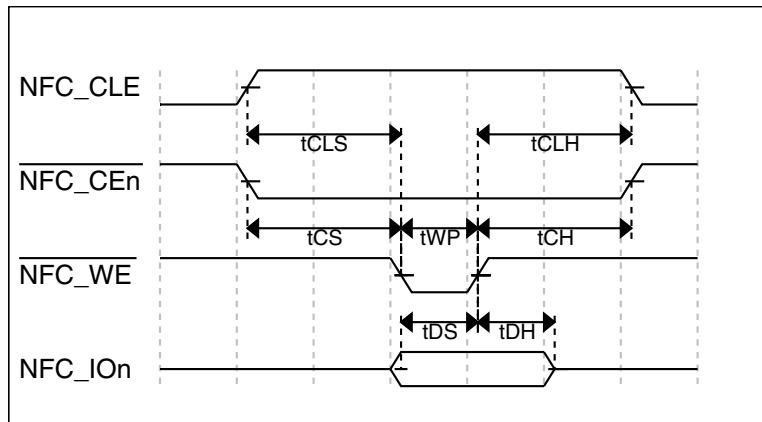 NFC_CLE
tCLS tCLH
NFC_CEn
tCS tWP tCH
NFC_WE
tDS tDH
NFC_IOn